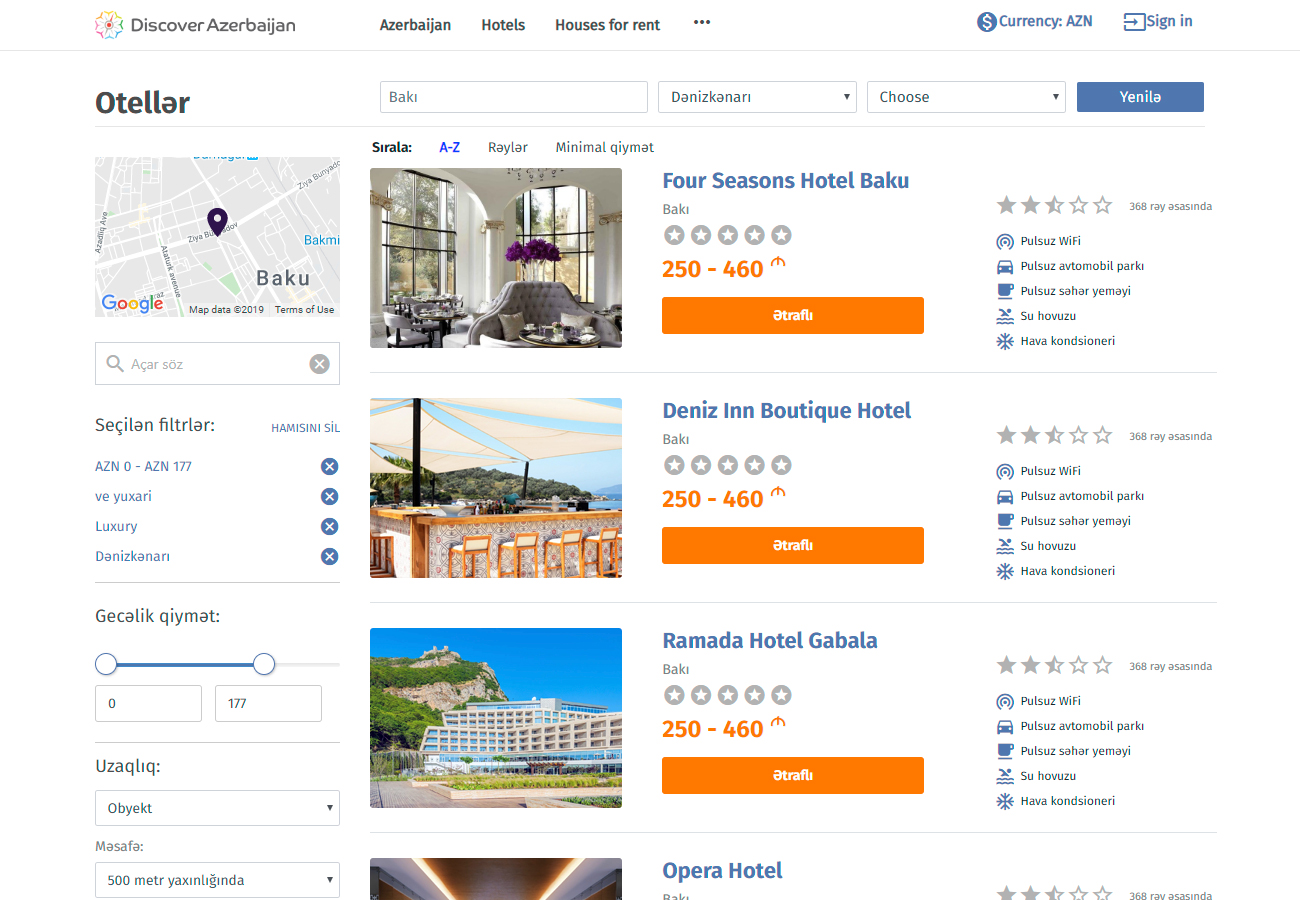 Discover Azerbaijan
Azerbaijan
Hotels
Houses for rent
•••
Currency: AZN
Sign in
Otellər
Bakı
Dənizkənarı
Choose
Yenilə
Sırala:
A-Z
Rəylər
Minimal qiymət
Ziya Bunyadov
Azadliq Ave
Ziya Bunyadov
Bakmi
Ataturk avenue
Baku
Google
Map data ©2019
Terms of Use
Açar söz
Seçilən filtrlər:
HAMISINI SİL
AZN 0 - AZN 177
ve yuxari
Luxury
Dənizkənarı
Gecəlik qiymət:
0
177
Uzaqlıq:
Obyekt
Məsafə:
500 metr yaxınlığında
Four Seasons Hotel Baku
Bakı
250 - 460 ₼
Ətraflı
368 rəy əsasında
Pulsuz WiFi
Pulsuz avtomobil parkı
Pulsuz səhər yeməyi
Su hovuzu
Hava kondsioneri
Deniz Inn Boutique Hotel
Bakı
250 - 460 ₼
Ətraflı
368 rəy əsasında
Pulsuz WiFi
Pulsuz avtomobil parkı
Pulsuz səhər yeməyi
Su hovuzu
Hava kondsioneri
Ramada Hotel Gabala
Bakı
250 - 460 ₼
Ətraflı
368 rəy əsasında
Pulsuz WiFi
Pulsuz avtomobil parkı
Pulsuz səhər yeməyi
Su hovuzu
Hava kondsioneri
Opera Hotel
Bakı
368 rəy əsasında